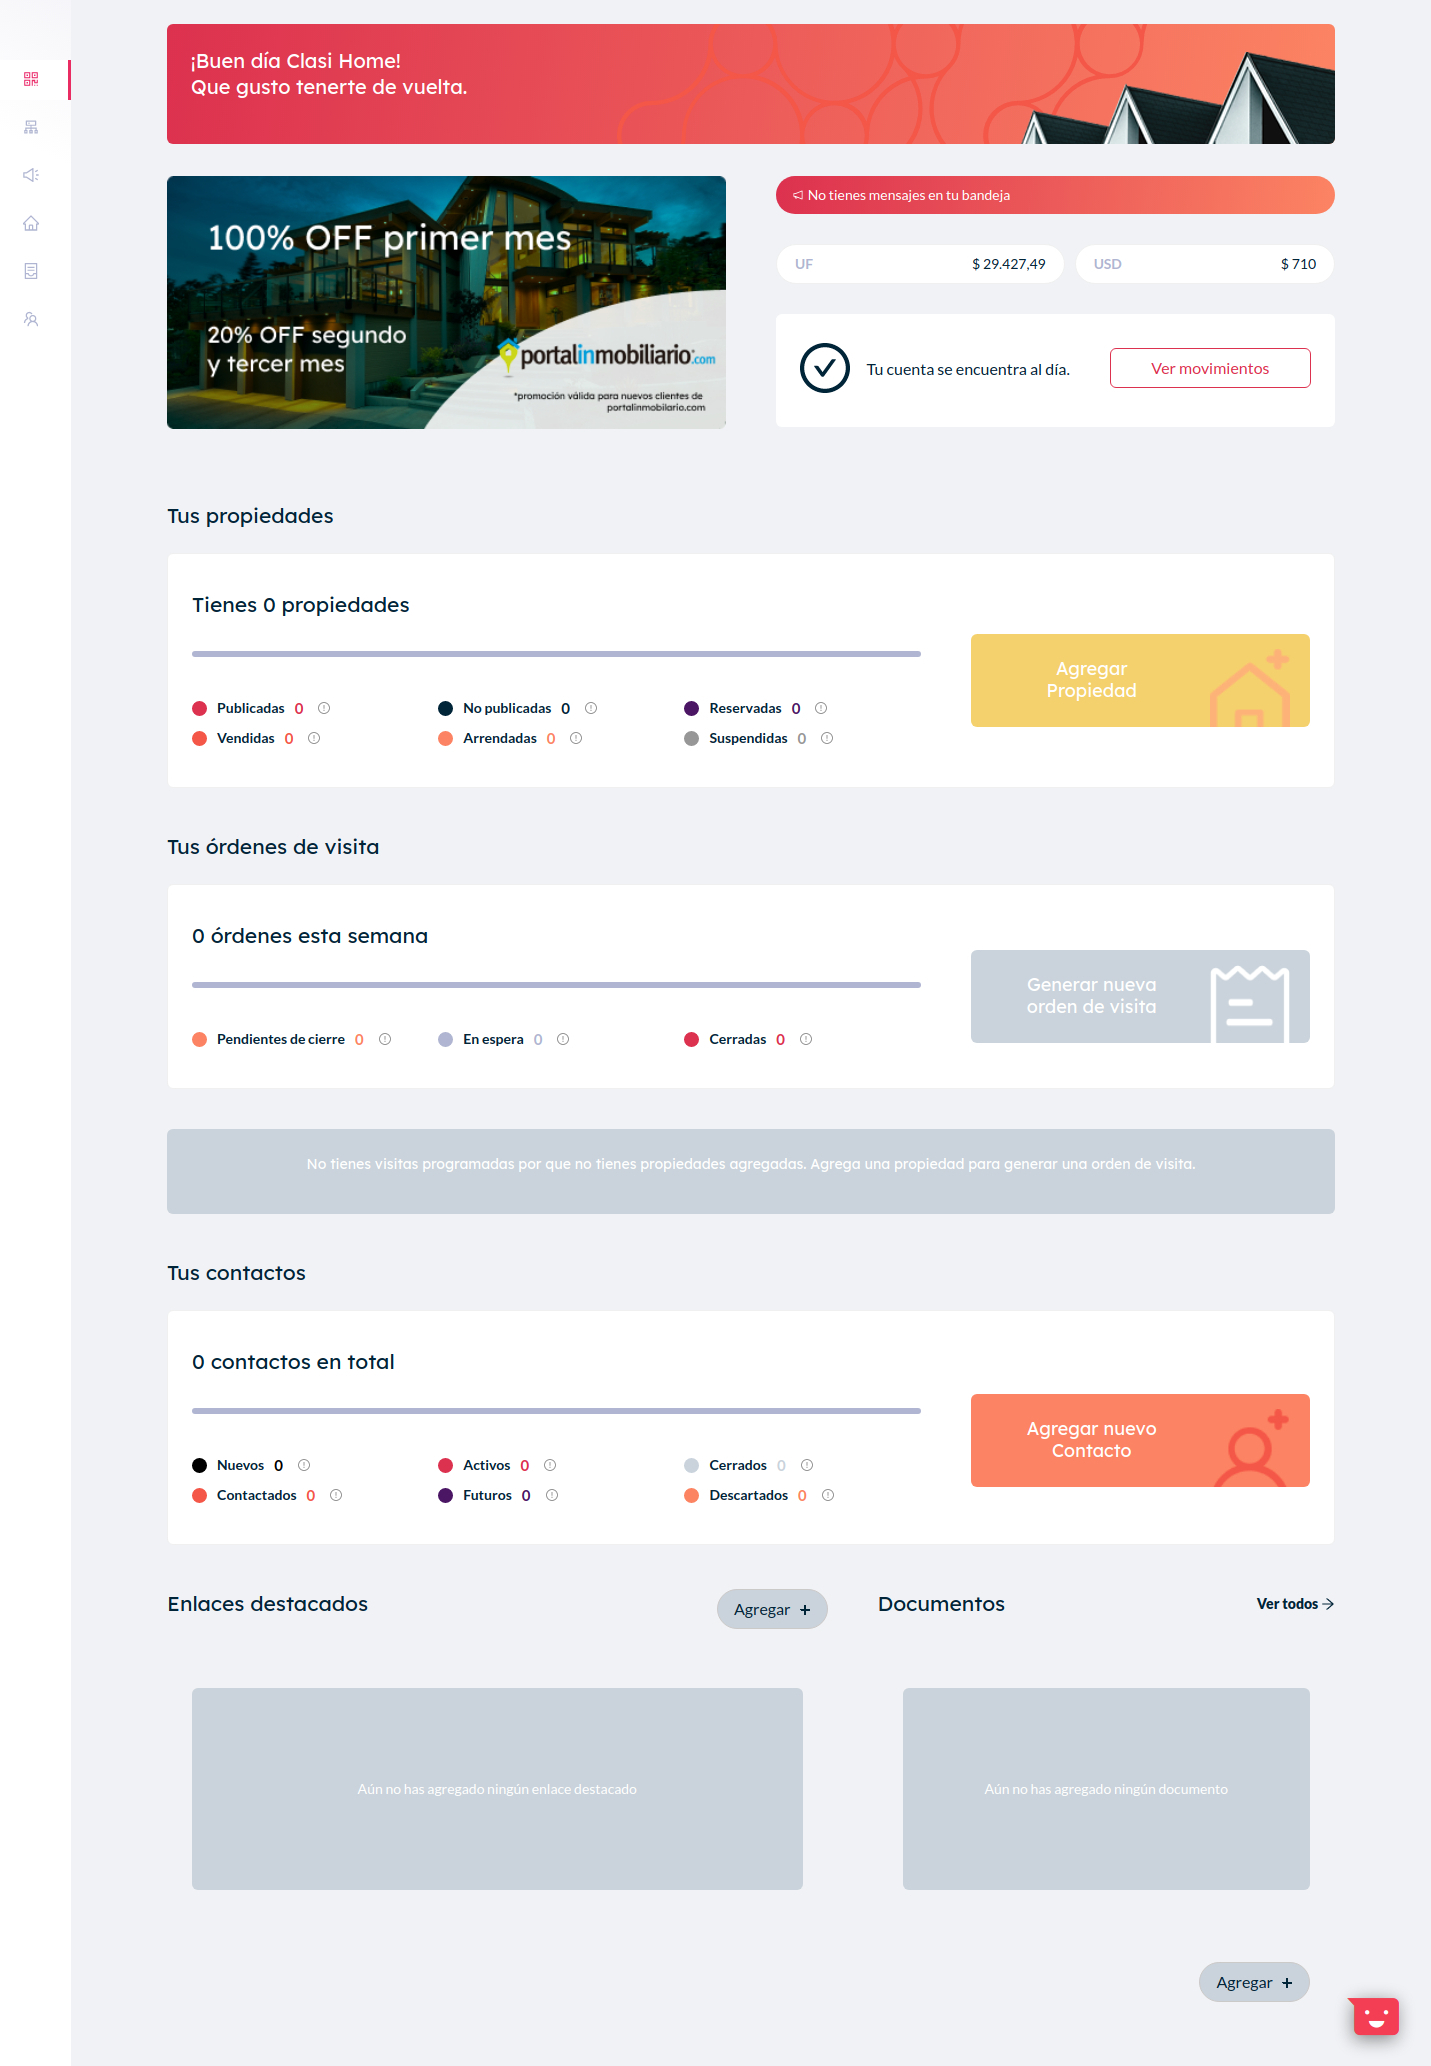 ¡Buen día Clasi Home!
Que gusto tenerte de vuelta.
100% OFF primer mes
20% OFF segundo
y tercer mes
portalinmobiliario.com
*promoción válida para nuevos clientes de
portalinmobilario.com
No tienes mensajes en tu bandeja
UF $ 29.427,49
USD $ 710
Tu cuenta se encuentra al día.
Ver movimientos
Tus propiedades
Tienes 0 propiedades
Publicadas 0
No publicadas 0
Reservadas 0
Vendidas 0
Arrendadas 0
Suspendidas 0
Agregar
Propiedad
Tus órdenes de visita
0 órdenes esta semana
Pendientes de cierre 0
En espera 0
Cerradas 0
Generar nueva
orden de visita
No tienes visitas programadas por que no tienes propiedades agregadas. Agrega una propiedad para generar una orden de visita.
Tus contactos
0 contactos en total
Nuevos 0
Activos 0
Cerrados 0
Contactados 0
Futuros 0
Descartados 0
Agregar nuevo
Contacto
Enlaces destacados
Agregar +
Aún no has agregado ningún enlace destacado
Documentos
Ver todos
Aún no has agregado ningún documento
Agregar +